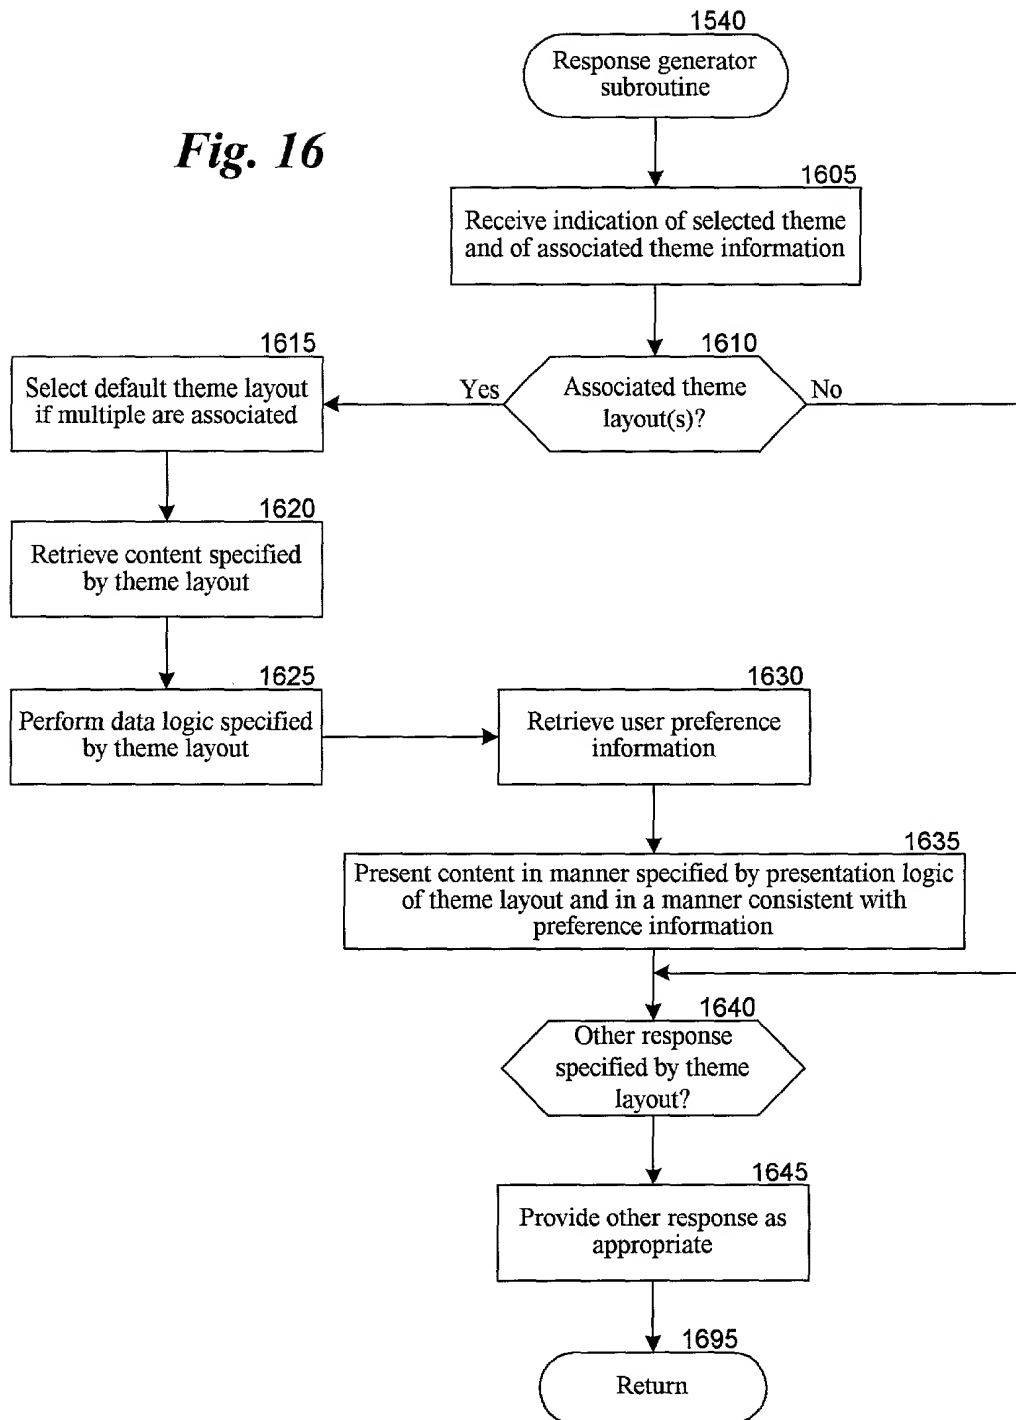 1540
Response generator
subroutine
Fig. 16
1605
Receive indication of selected theme
and of associated theme information
1610
Associated theme
layout(s)?
Yes
No
1615
Select default theme layout
if multiple are associated
1620
Retrieve content specified
by theme layout
1625
Perform data logic specified
by theme layout
1630
Retrieve user preference
information
1635
Present content in manner specified by presentation logic
of theme layout and in a manner consistent with
preference information
1640
Other response
specified by theme
layout?
1645
Provide other response as
appropriate
1695
Return